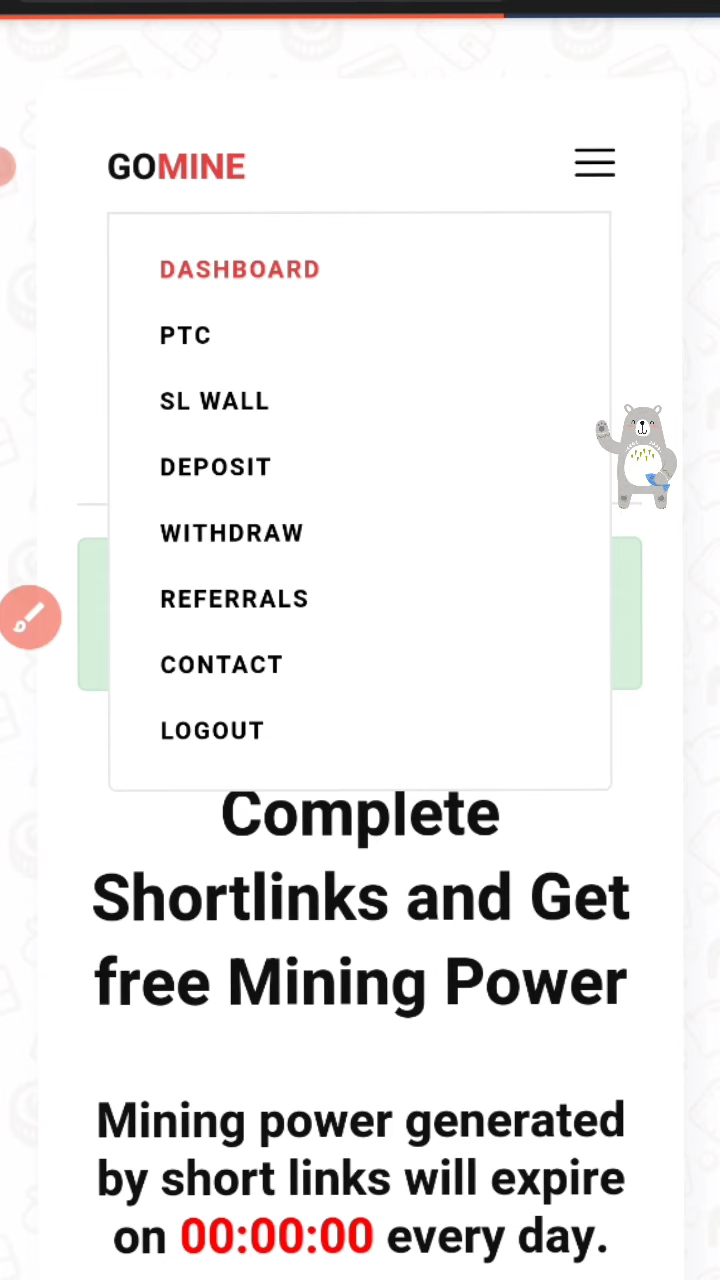 GOMINE
DASHBOARD
PTC
SL WALL
DEPOSIT
WITHDRAW
REFERRALS
CONTACT
LOGOUT
Complete
Shortlinks and Get
free Mining Power
Mining power generated
by short links will expire
on 00:00:00 every day.